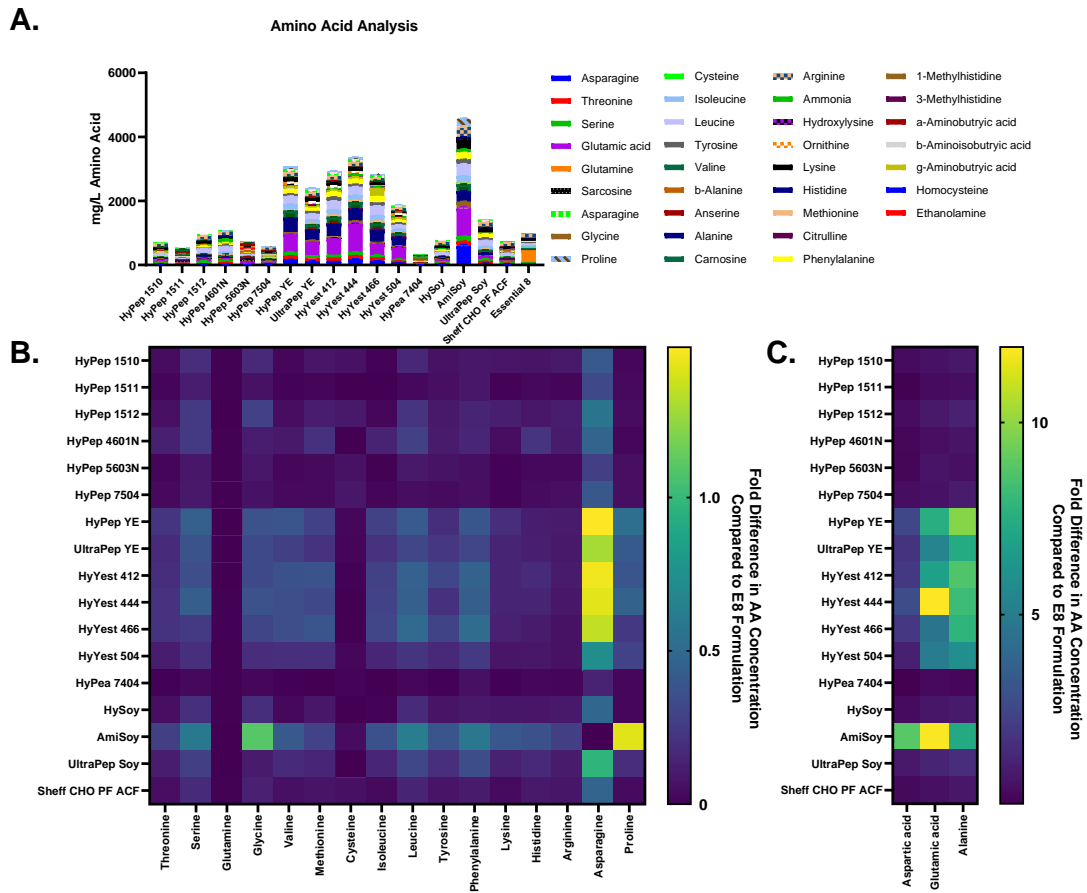 A.
Amino Acid Analysis
mg/L Amino Acid
6000
4000
2000
0
HyPep 1510
HyPep 1511
HyPep 1512
HyPep 4601N
HyPep 5603N
HyPep 7504
HyPep YE
UltraPep YE
HyYest 412
HyYest 444
HyYest 466
HyYest 504
HyPea 7404
HySoy
AmiSoy
UltraPep Soy
Sheff CHO PF ACF
Essential 8
Asparagine
Threonine
Serine
Glutamic acid
Glutamine
Sarcosine
Asparagine
Glycine
Proline
Cysteine
Isoleucine
Leucine
Tyrosine
Valine
b-Alanine
Anserine
Alanine
Carnosine
Arginine
Ammonia
Hydroxylysine
Ornithine
Lysine
Histidine
Methionine
Citrulline
Phenylalanine
1-Methylhistidine
3-Methylhistidine
a-Aminobutryic acid
b-Aminoisobutyric acid
g-Aminobutyric acid
Homocysteine
Ethanolamine
B.
HyPep 1510
HyPep 1511
HyPep 1512
HyPep 4601N
HyPep 5603N
HyPep 7504
HyPep YE
UltraPep YE
HyYest 412
HyYest 444
HyYest 466
HyYest 504
HyPea 7404
HySoy
AmiSoy
UltraPep Soy
Sheff CHO PF ACF
Threonine
Serine
Glutamine
Glycine
Valine
Methionine
Cysteine
Isoleucine
Leucine
Tyrosine
Phenylalanine
Lysine
Histidine
Arginine
Asparagine
Proline
1.0
0.5
0
Fold Difference in AA Concentration
Compared to E8 Formulation
C.
HyPep 1510
HyPep 1511
HyPep 1512
HyPep 4601N
HyPep 5603N
HyPep 7504
HyPep YE
UltraPep YE
HyYest 412
HyYest 444
HyYest 466
HyYest 504
HyPea 7404
HySoy
AmiSoy
UltraPep Soy
Sheff CHO PF ACF
Aspartic acid
Glutamic acid
Alanine
10
5
Fold Difference in AA Concentration
Compared to E8 Formulation